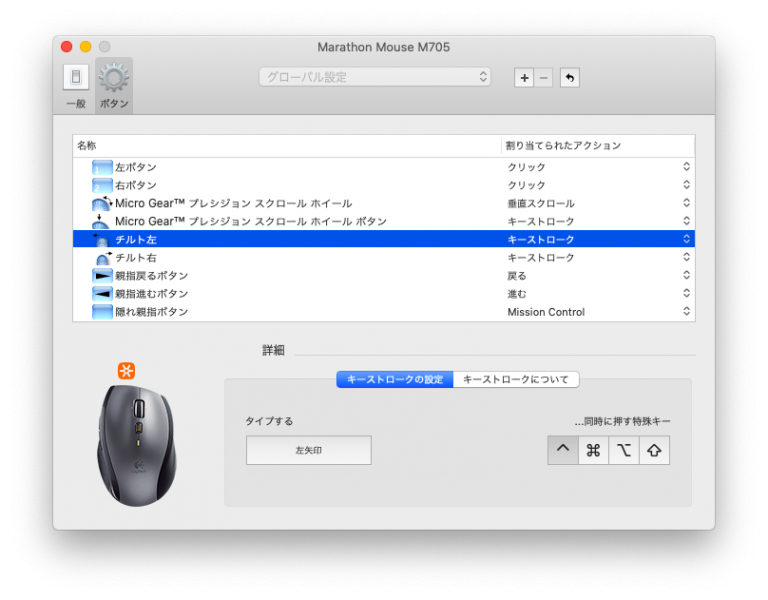 Marathon Mouse M705
グローバル設定
一般
ボタン
名称 割り当てられたアクション
左ボタン クリック
右ボタン クリック
Micro Gear™ プレシジョン スクロール ホイール 垂直スクロール
Micro Gear™ プレシジョン スクロール ホイール ボタン キーストローク
チルト左 キーストローク
チルト右 キーストローク
親指戻るボタン 戻る
親指進むボタン 進む
隠れ親指ボタン Mission Control
詳細
キーストロークの設定 キーストロークについて
タイプする ...同時に押す特殊キー
左矢印 ^ ⌘ ⌥ ⇧